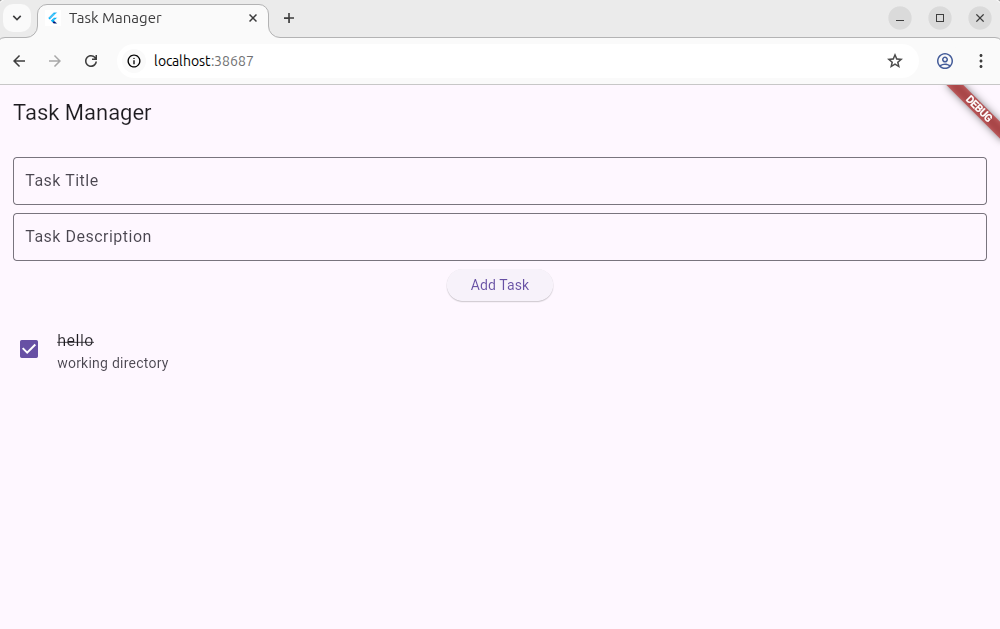 Task Manager
localhost:38687
Task Manager
DEBUG
Task Title
Task Description
Add Task
hello
working directory